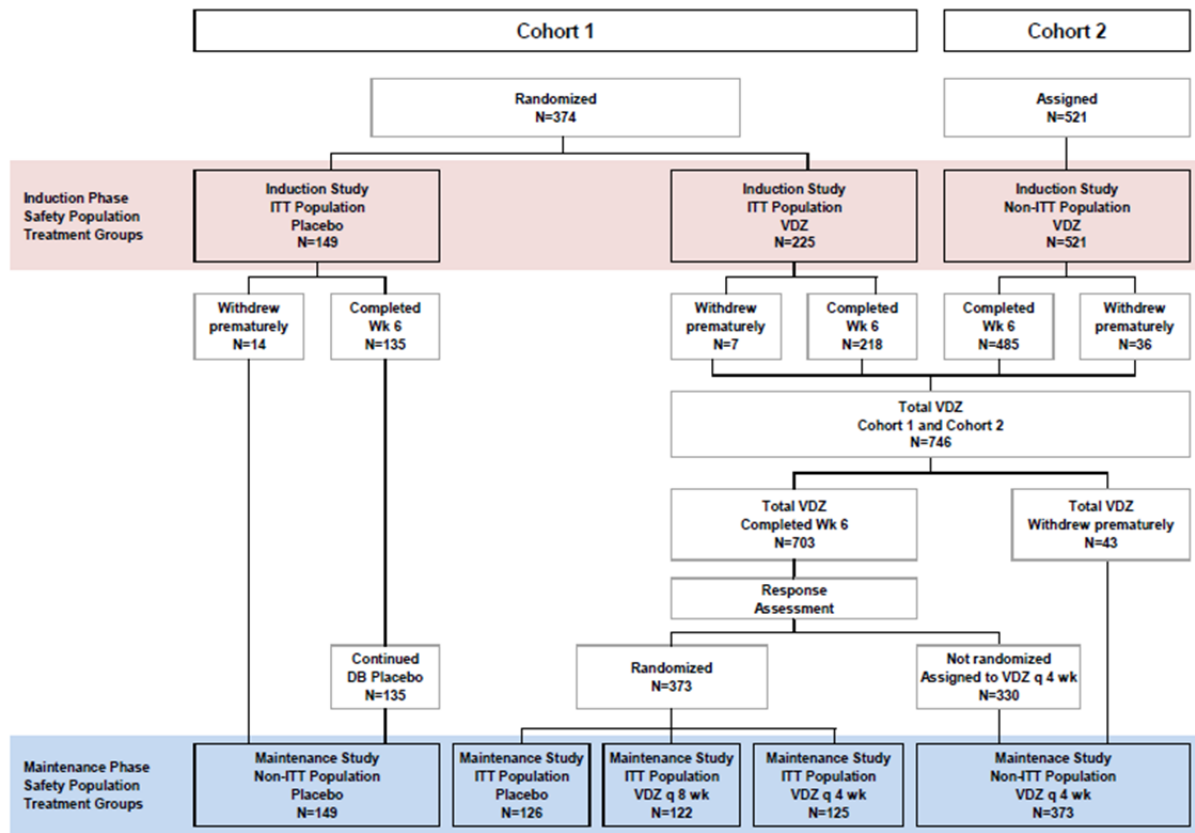 Cohort 1
Cohort 2
Randomized
N=374
Assigned
N=521
Induction Phase
Safety Population
Treatment Groups
Induction Study
ITT Population
Placebo
N=149
Induction Study
ITT Population
VDZ
N=225
Induction Study
Non-ITT Population
VDZ
N=521
Withdrew
prematurely
N=14
Completed
Wk 6
N=135
Withdrew
prematurely
N=7
Completed
Wk 6
N=218
Completed
Wk 6
N=485
Withdrew
prematurely
N=36
Total VDZ
Cohort 1 and Cohort 2
N=746
Total VDZ
Completed Wk 6
N=703
Total VDZ
Withdrew prematurely
N=43
Response
Assessment
Continued
DB Placebo
N=135
Randomized
N=373
Not randomized
Assigned to VDZ q 4 wk
N=330
Maintenance Phase
Safety Population
Treatment Groups
Maintenance Study
Non-ITT Population
Placebo
N=149
Maintenance Study
ITT Population
Placebo
N=126
Maintenance Study
ITT Population
VDZ q 8 wk
N=122
Maintenance Study
ITT Population
VDZ q 4 wk
N=125
Maintenace Study
Non-ITT Population
VDZ q 4 wk
N=373